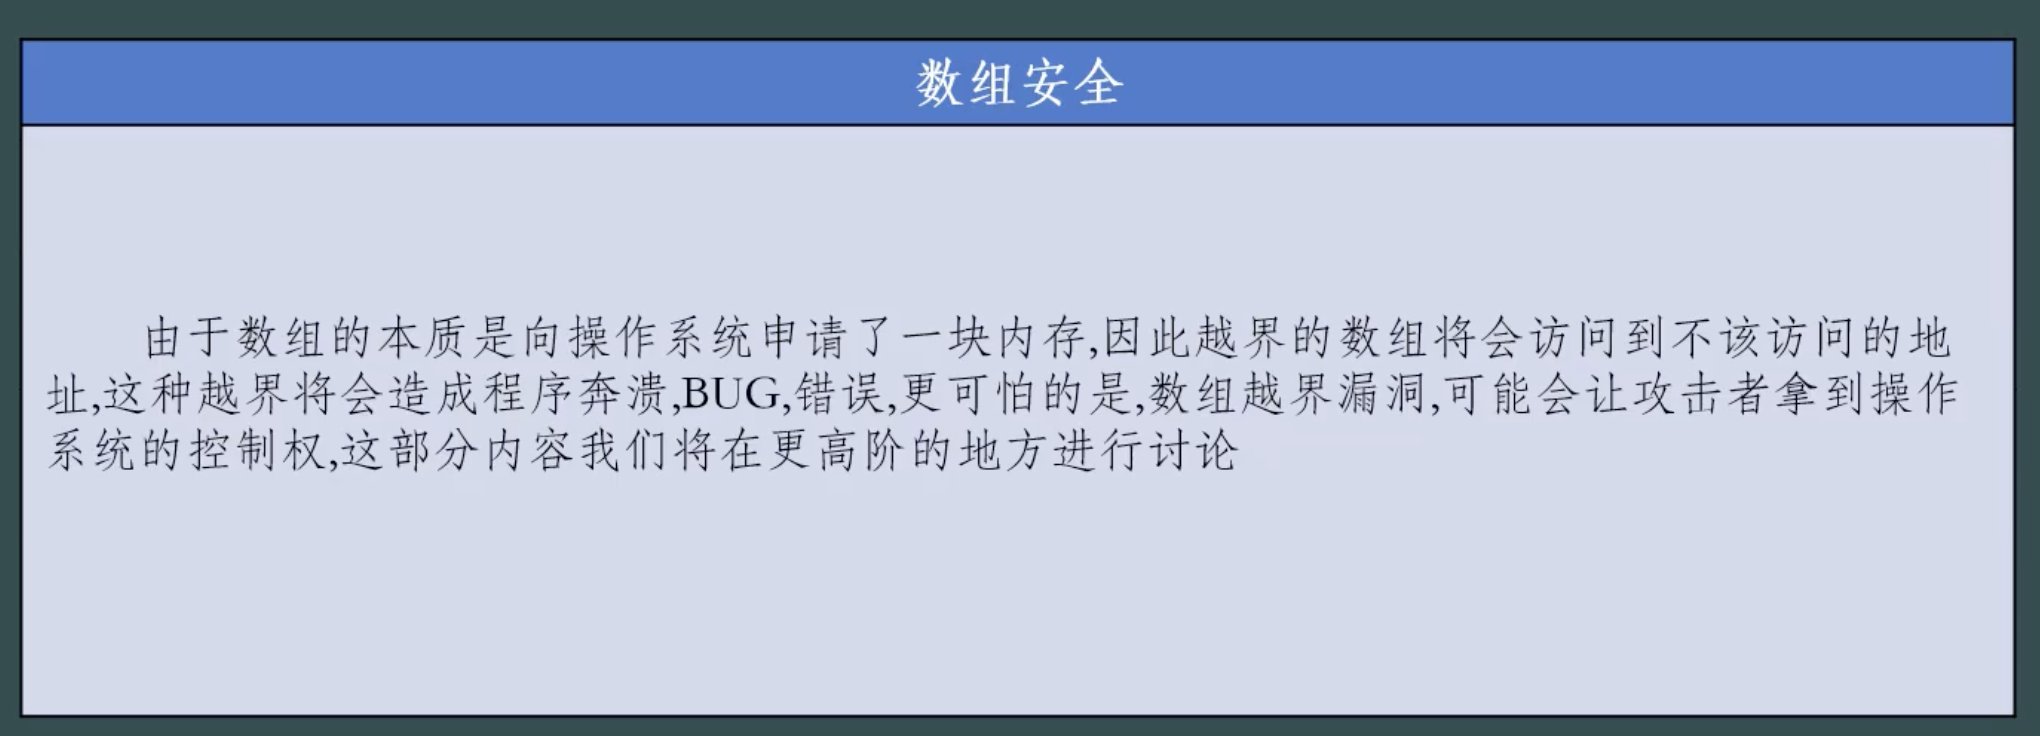 数组安全
由于数组的本质是向操作系统申请了一块内存,因此越界的数组将会访问到不该访问的地
址,这种越界将会造成程序奔溃,BUG,错误,更可怕的是,数组越界漏洞,可能会让攻击者拿到操作
系统的控制权,这部分内容我们将在更高阶的地方进行讨论